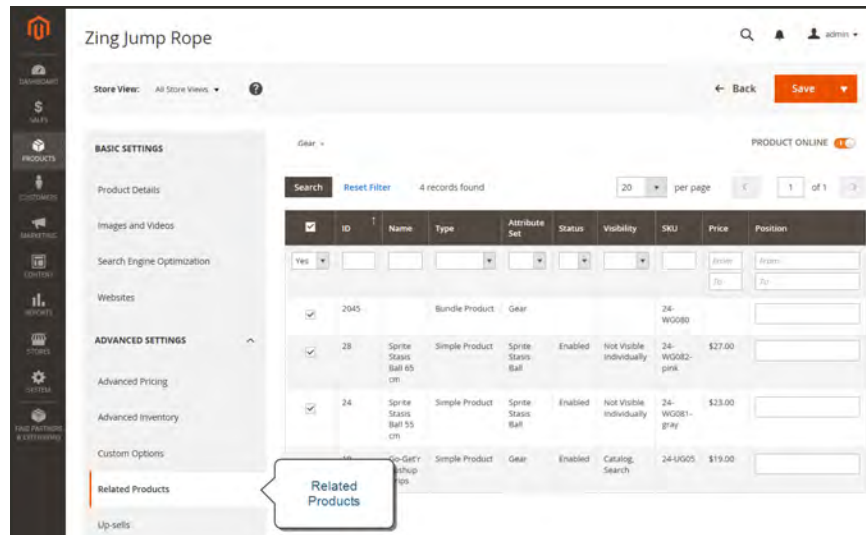 Zing Jump Rope
admin
DASHBOARD
Store View: All Store Views
?
← Back
Save
$
SALES
PRODUCTS
BASIC SETTINGS
Gear
PRODUCT ONLINE
CUSTOMERS
Product Details
Search
Reset Filter
4 records found
20
per page
1
of 1
MARKETING
Images and Videos
ID
Name
Type
Attribute
Set
Status
Visibility
SKU
Price
Position
CONTENT
Search Engine Optimization
Yes
From
From
To
To
REPORTS
Websites
2045
Bundle Product
Gear
24-
WG080
STORES
ADVANCED SETTINGS
28
Sprite
Stasis
Ball 65
cm
Simple Product
Sprite
Stasis
Ball
Enabled
Not Visible
Individually
24-
WG082-
pink
$27.00
SYSTEM
Advanced Pricing
24
Sprite
Stasis
Ball 55
cm
Simple Product
Sprite
Stasis
Ball
Enabled
Not Visible
Individually
24-
WG081-
gray
$23.00
FIND PARTNERS
& EXTENSIONS
Advanced Inventory
Custom Options
Go-Get'r
Simple Product
Gear
Enabled
Catalog,
Search
24-UG05
$19.00
Related Products
Related
Products
Up-sells